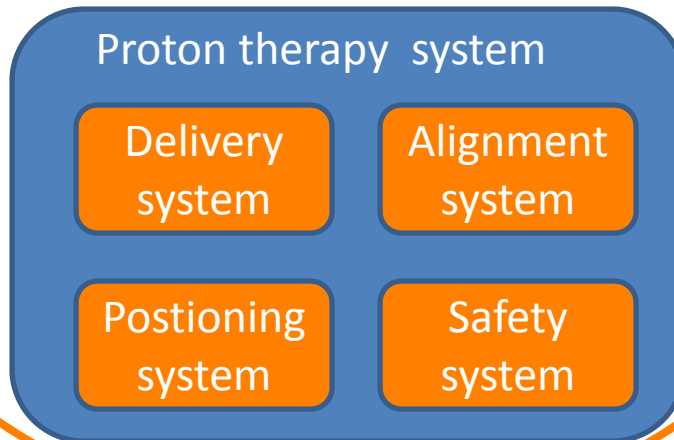 Proton therapy system
Delivery
system
Alignment
system
Postioning
system
Safety
system